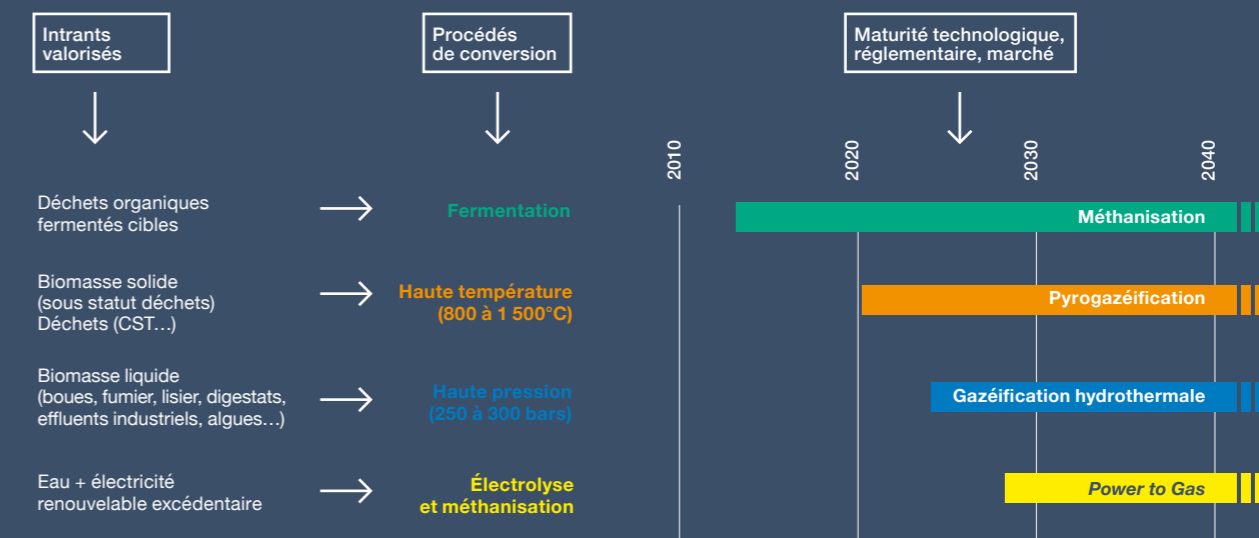 Intrants
valorisés
Procédés
de conversion
Maturité technologique,
réglementaire, marché
2010
2020
2030
2040
Déchets organiques
fermentés cibles
Fermentation
Méthanisation
Biomasse solide
(sous statut déchets)
Déchets (CST…)
Haute température
(800 à 1 500°C)
Pyrogazéification
Biomasse liquide
(boues, fumier, lisier, digestats,
effluents industriels, algues…)
Haute pression
(250 à 300 bars)
Gazéification hydrothermale
Eau + électricité
renouvelable excédentaire
Électrolyse
et méthanisation
Power to Gas